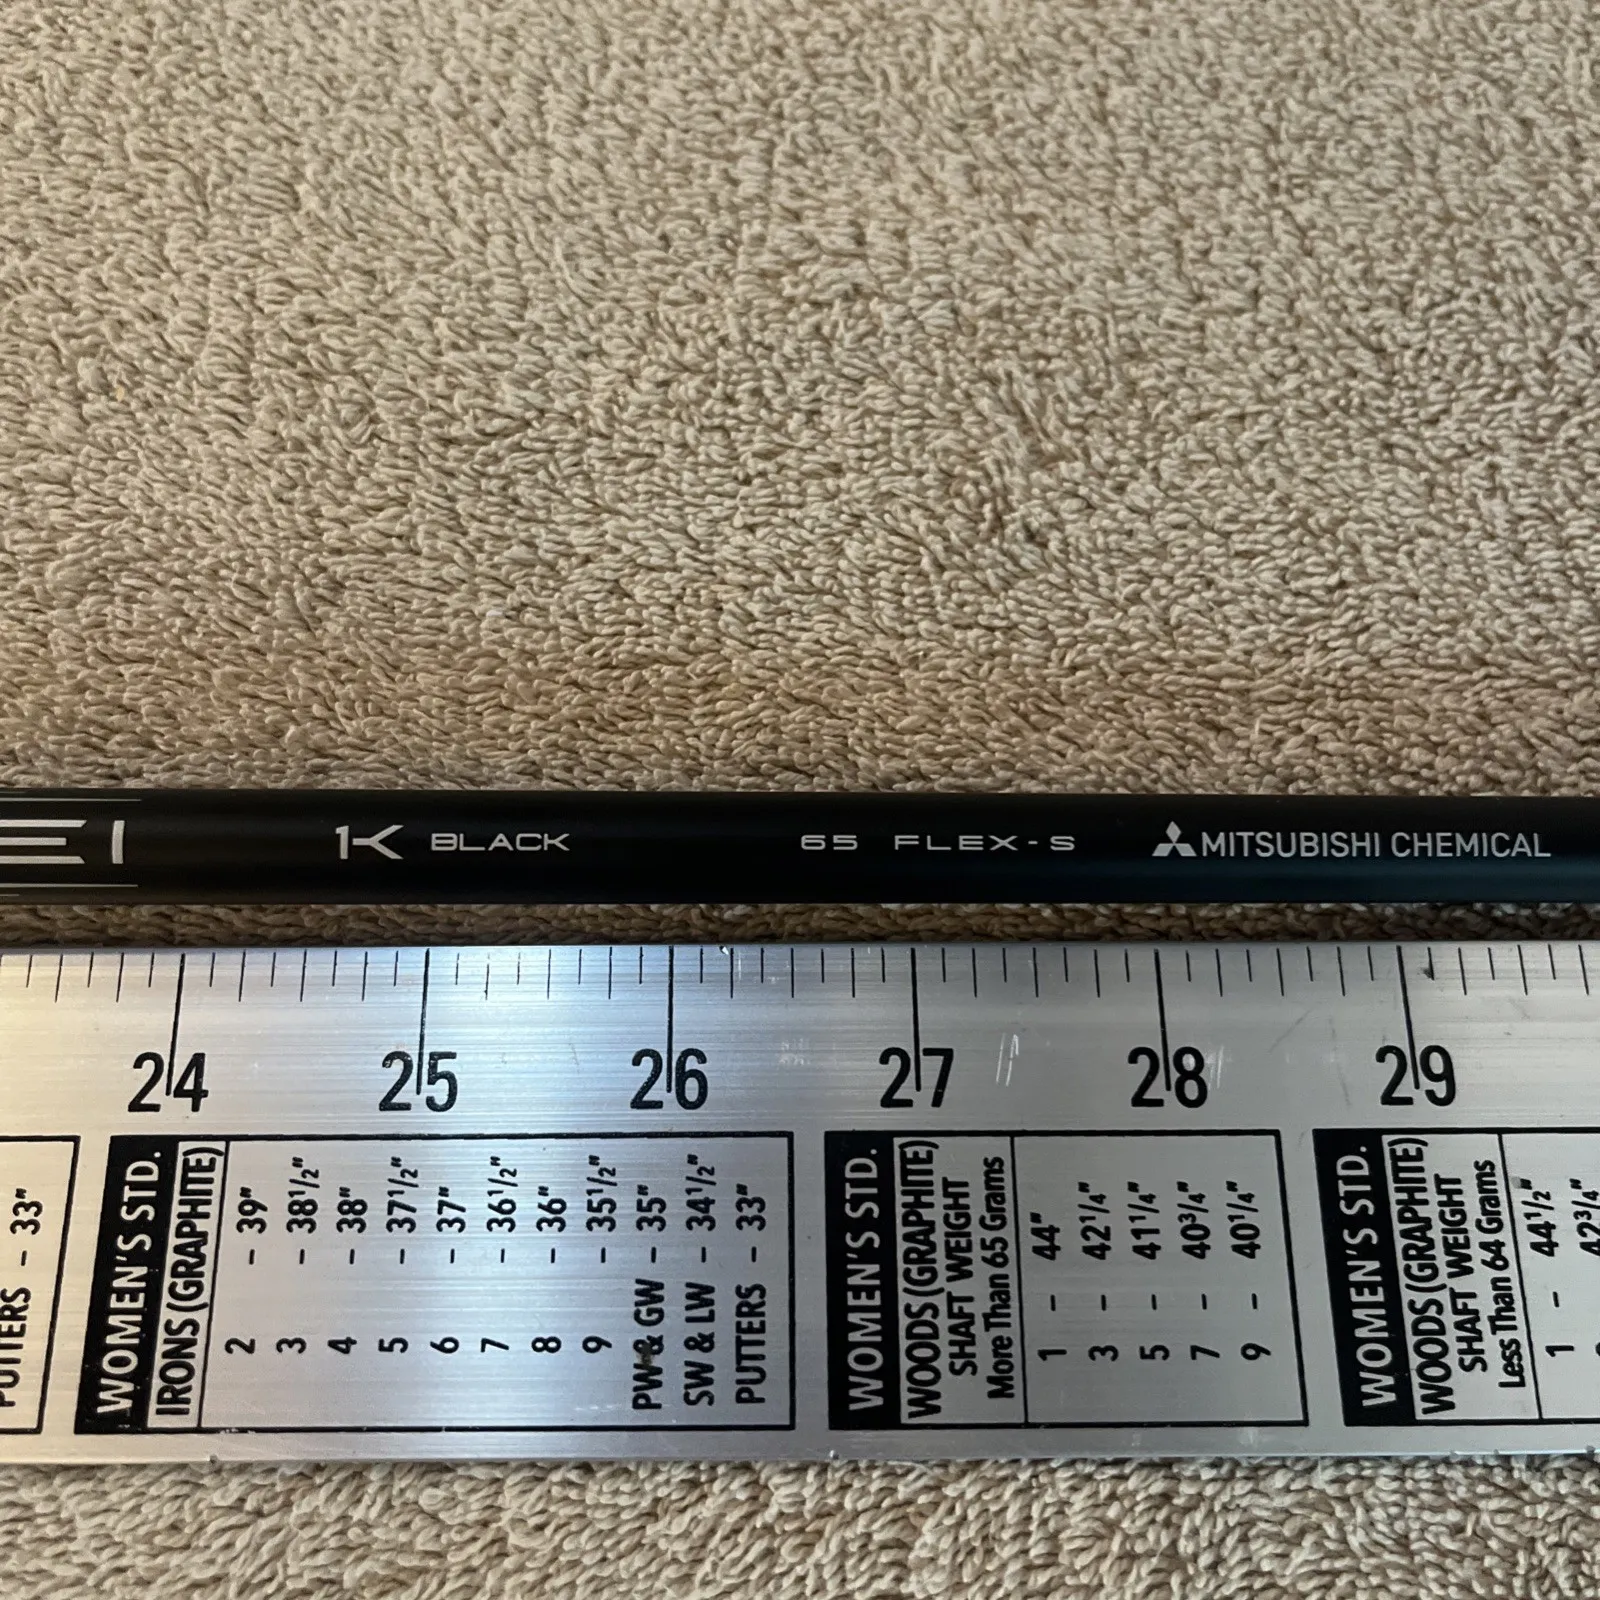 EI 1K BLACK 65 FLEX-S MITSUBISHI CHEMICAL
24 25 26 27 28 29
PUTTERS - 33"
WOMEN'S STD.
IRONS (GRAPHITE)
2 - 39"
3 - 38 1/2"
4 - 38"
5 - 37 1/2"
6 - 37"
7 - 36 1/2"
8 - 36"
9 - 35 1/2"
PW & GW - 35"
SW & LW - 34 1/2"
PUTTERS - 33"
WOMEN'S STD.
WOODS (GRAPHITE)
SHAFT WEIGHT
More Than 65 Grams
1 - 44"
3 - 42 1/4"
5 - 41 1/4"
7 - 40 3/4"
9 - 40 1/4"
WOMEN'S STD.
WOODS (GRAPHITE)
SHAFT WEIGHT
Less Than 64 Grams
1 - 44 1/2"
42 3/4"